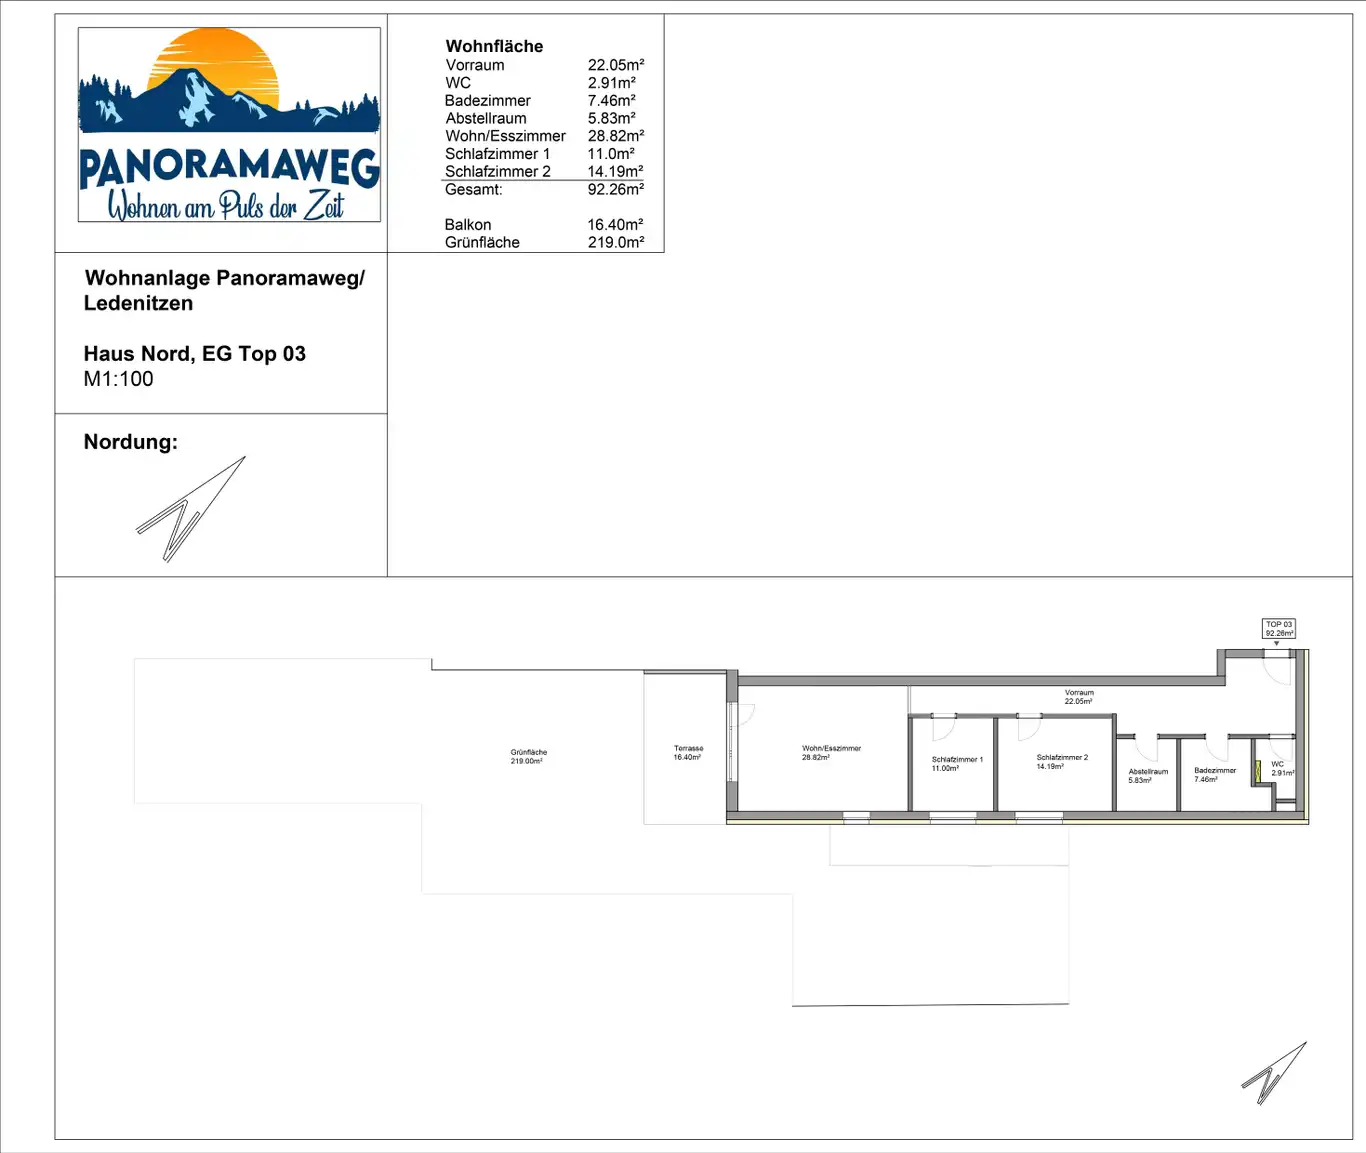 PANORAMAWEG
Wohnen am Puls der Zeit
Wohnfläche
Vorraum 22.05m²
WC 2.91m²
Badezimmer 7.46m²
Abstellraum 5.83m²
Wohn/Esszimmer 28.82m²
Schlafzimmer 1 11.0m²
Schlafzimmer 2 14.19m²
Gesamt: 92.26m²
Balkon 16.40m²
Grünfläche 219.0m²
Wohnanlage Panoramaweg/
Ledenitzen
Haus Nord, EG Top 03
M1:100
Nordung:
N
TOP 03
92.26m²
Vorraum
22.05m²
Grünfläche
219.00m²
Terrasse
16.40m²
Wohn/Esszimmer
28.82m²
Schlafzimmer 1
11.00m²
Schlafzimmer 2
14.19m²
Abstellraum
5.83m²
Badezimmer
7.46m²
WC
2.91m²
N